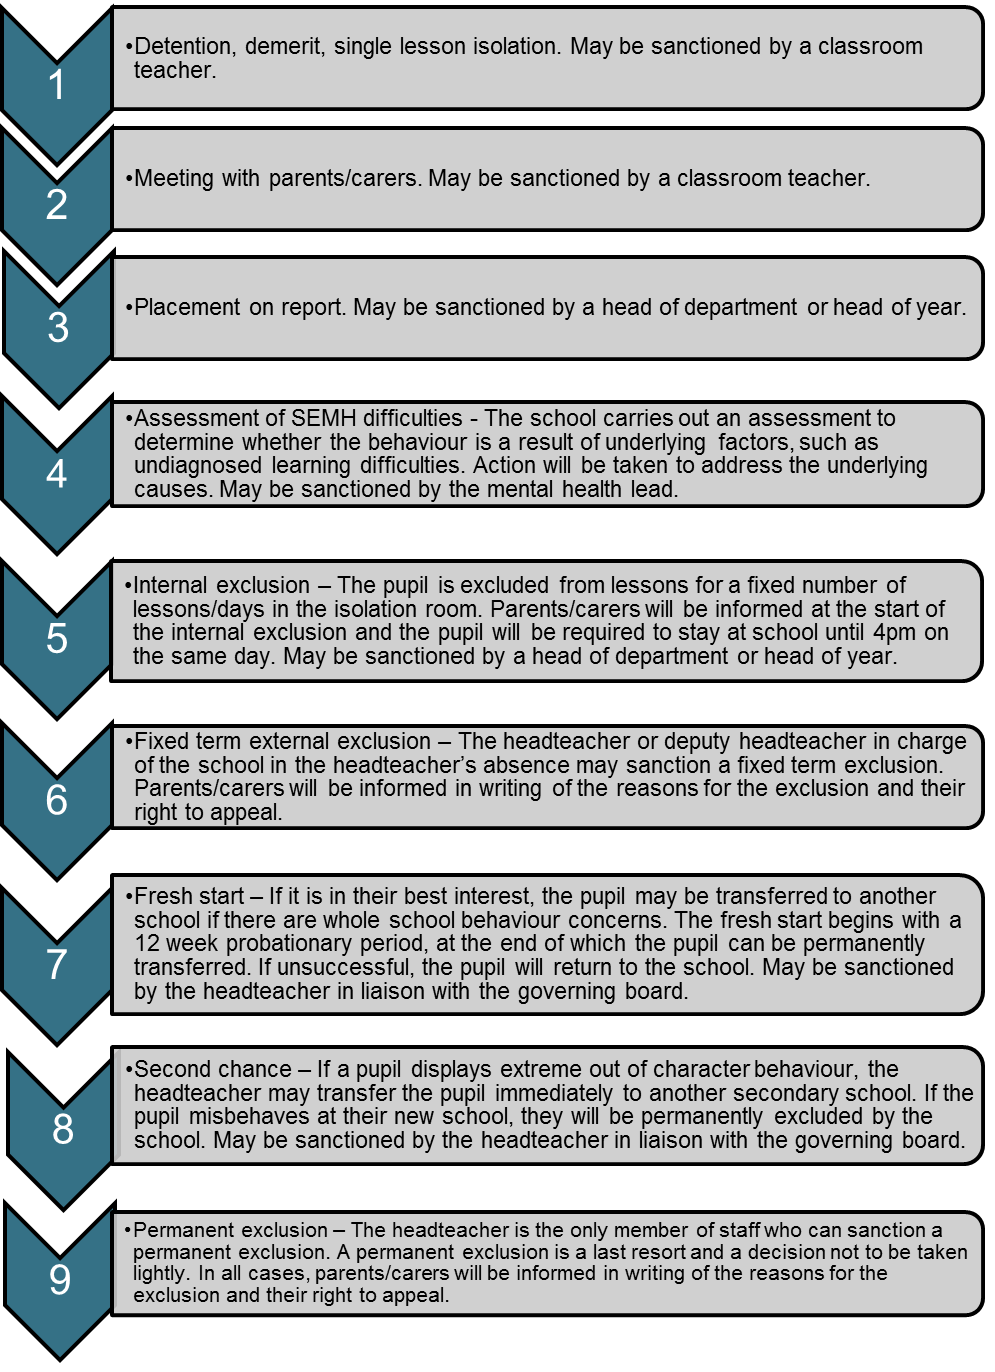 1
•Detention, demerit, single lesson isolation. May be sanctioned by a classroom
teacher.
2
•Meeting with parents/carers. May be sanctioned by a classroom teacher.
3
•Placement on report. May be sanctioned by a head of department or head of year.
4
•Assessment of SEMH difficulties - The school carries out an assessment to
determine whether the behaviour is a result of underlying factors, such as
undiagnosed learning difficulties. Action will be taken to address the underlying
causes. May be sanctioned by the mental health lead.
5
•Internal exclusion – The pupil is excluded from lessons for a fixed number of
lessons/days in the isolation room. Parents/carers will be informed at the start of
the internal exclusion and the pupil will be required to stay at school until 4pm on
the same day. May be sanctioned by a head of department or head of year.
6
•Fixed term external exclusion – The headteacher or deputy headteacher in charge
of the school in the headteacher’s absence may sanction a fixed term exclusion.
Parents/carers will be informed in writing of the reasons for the exclusion and their
right to appeal.
7
•Fresh start – If it is in their best interest, the pupil may be transferred to another
school if there are whole school behaviour concerns. The fresh start begins with a
12 week probationary period, at the end of which the pupil can be permanently
transferred. If unsuccessful, the pupil will return to the school. May be sanctioned
by the headteacher in liaison with the governing board.
8
•Second chance – If a pupil displays extreme out of character behaviour, the
headteacher may transfer the pupil immediately to another secondary school. If the
pupil misbehaves at their new school, they will be permanently excluded by the
school. May be sanctioned by the headteacher in liaison with the governing board.
9
•Permanent exclusion – The headteacher is the only member of staff who can sanction a
permanent exclusion. A permanent exclusion is a last resort and a decision not to be taken
lightly. In all cases, parents/carers will be informed in writing of the reasons for the
exclusion and their right to appeal.